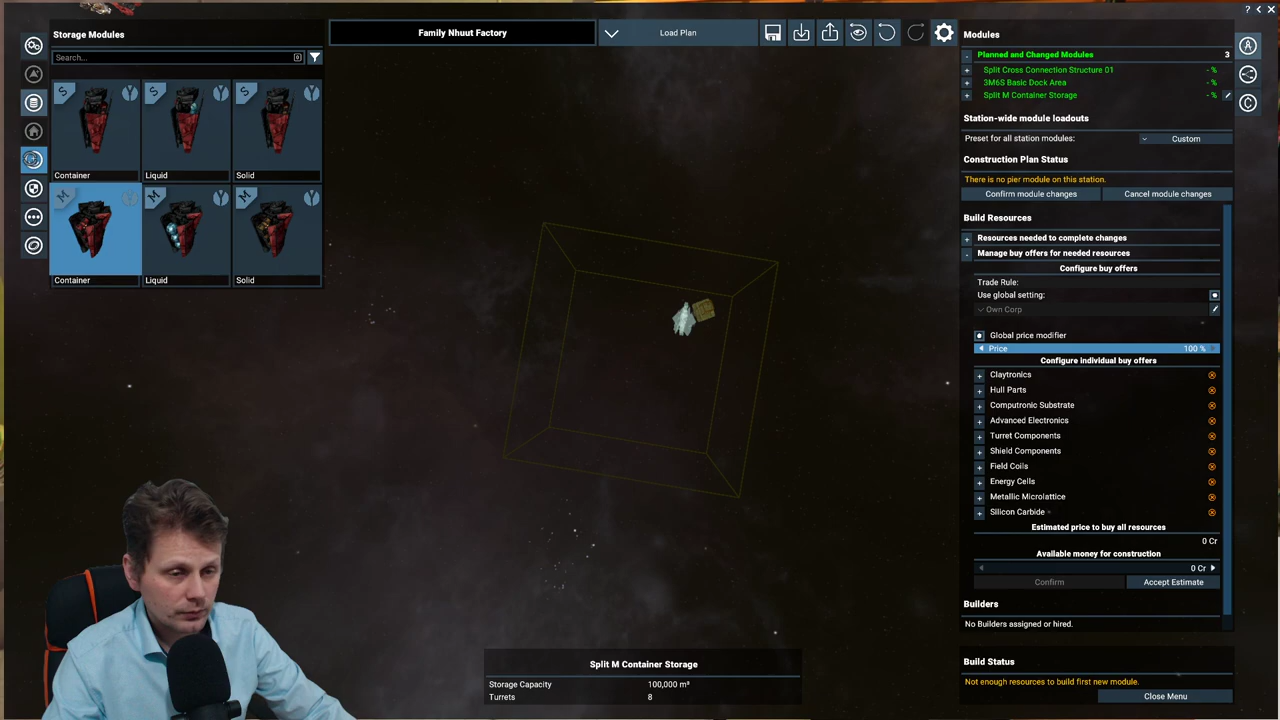 Storage Modules
Search...
S
Container
S
Liquid
S
Solid
M
Container
M
Liquid
M
Solid
Family Nhuut Factory
Load Plan
Modules
Planned and Changed Modules 3
Split Cross Connection Structure 01 - %
3M6S Basic Dock Area - %
Split M Container Storage - %
Station-wide module loadouts
Preset for all station modules: Custom
Construction Plan Status
There is no pier module on this station.
Confirm module changes Cancel module changes
Build Resources
Resources needed to complete changes
Manage buy offers for needed resources
Configure buy offers
Trade Rule:
Use global setting:
Own Corp
Global price modifier
Price 100 %
Configure individual buy offers
Claytronics
Hull Parts
Computronic Substrate
Advanced Electronics
Turret Components
Shield Components
Field Coils
Energy Cells
Metallic Microlattice
Silicon Carbide
Estimated price to buy all resources
0 Cr
Available money for construction
0 Cr
Confirm Accept Estimate
Builders
No Builders assigned or hired.
Build Status
Not enough resources to build first new module.
Close Menu
Split M Container Storage
Storage Capacity 100,000 m³
Turrets 8